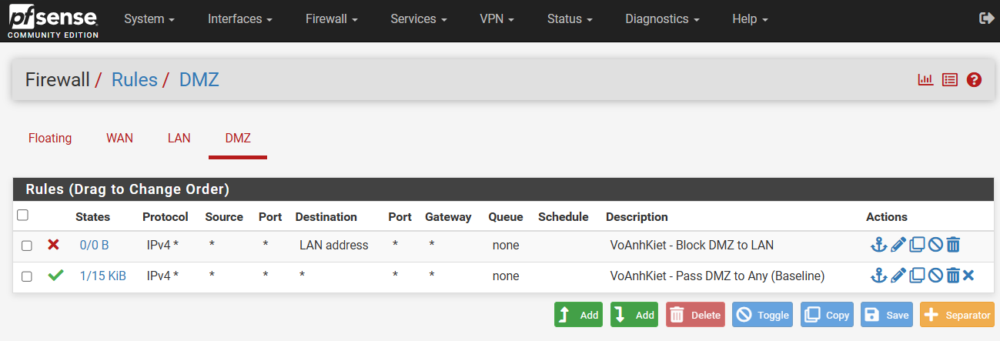 pfsense System Interfaces Firewall Services VPN Status Diagnostics Help
COMMUNITY EDITION
Firewall / Rules / DMZ
Floating WAN LAN DMZ
Rules (Drag to Change Order)
States Protocol Source Port Destination Port Gateway Queue Schedule Description Actions
0/0 B IPv4 * * * LAN address * * none VoAnhKiet - Block DMZ to LAN
1/15 KiB IPv4 * * * * * * none VoAnhKiet - Pass DMZ to Any (Baseline)
Add Add Delete Toggle Copy Save Separator